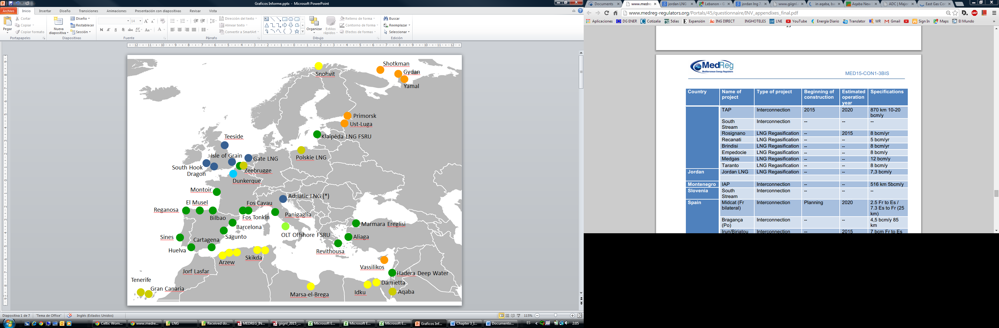 Graficos Informe.pptx - Microsoft PowerPoint
Archivo Inicio Insertar Diseño Transiciones Animaciones Presentación con diapositivas Revisar Vista
Pegar
Cortar
Copiar
Copiar formato
Portapapeles
Nueva diapositiva
Diseño
Restablecer
Sección
Diapositivas
14
N K S S abc AV Aa A
Fuente
Párrafo
Dirección del texto
Alinear texto
Convertir a SmartArt
Organizar
Estilos rápidos
Relleno de forma
Contorno de forma
Efectos de formas
Dibujo
Buscar
Reemplazar
Seleccionar
Edición
Shotkman
Gydan
Snohvit
Yamal
Primorsk
Ust-Luga
Teeside
Klaipėda LNG FSRU
Isle of Grain
Gate LNG
Polskie LNG
South Hook
Zeebrugge
Dragon
Dunkerque
Montoir
Adriatic LNG (*)
El Musel
Fos Cavau
Reganosa
Bilbao
Fos Tonkin
Panigaglia
Barcelona
Marmara Ereglisi
OLT Offshore FSRU
Sines
Cartagena
Sagunto
Aliaga
Huelva
Revithousa
Skikda
Arzew
Vassilikos
Jorf Lasfar
Hadera Deep Water
Tenerife
Damietta
Gran Canaria
Idku
Aqaba
Marsa-el-Brega
Diapositiva 1 de 7 "Tema de Office" Inglés (Estados Unidos) 115%
Celtic Wom... www.medre... LNG Received do... MEDREG_IN... giignl_2015_... Microsoft E... Microsoft E... Microsoft E... Graficos Inf... Chapter 3_I... Documento... ES 2:05
Documents www.medre jordan LNG Lebanon - G jordan lng 7. www.giignl. in aqaba, ba Aqaba New ADC | Major East Gas Cor
www.medreg-regulators.org/Portals/45/questionnaire/INV_appendixes_final.pdf
Aplicaciones DG ENER Cotizalia 5dias Expansión ING DIRECT INGHOTELES LNE YouTube Energía Diario Translator WR Gmail Sign In Maps El Mundo
MedReg
Mediterranean Energy Regulators
MED15-CON1-3BIS
Country Name of project Type of project Beginning of construction Estimated operation year Specifications
TAP Interconnection 2015 2020 870 km 10-20 bcm/y
South Stream Interconnection -- -- --
Rosignano LNG Regasification -- 2015 8 bcm/yr
Recanati LNG Regasification -- -- 5 bcm/yr
Brindisi LNG Regasification -- -- 8 bcm/yr
Empedocie LNG Regasification -- -- 8 bcm/y
Medgas LNG Regasification -- -- 12 bcm/y
Taranto LNG Regasification -- -- 8 bcm/y
Jordan Jordan LNG LNG Regasification -- -- 7,3 bcm/y
Montenegro IAP Interconnection -- -- 516 km 5bcm/y
Slovenia South Stream Interconnection -- -- --
Spain Midcat (Fr bilateral) Interconnection Planning 2020 2.5 Fr to Es / 7.3 Es to Fr (25 km)
Bragança (Po) Interconnection -- -- 4,5 bcm/y 85 km
Irun/Biriatou Interconnection -- 2015 7 bcm Fr to Es